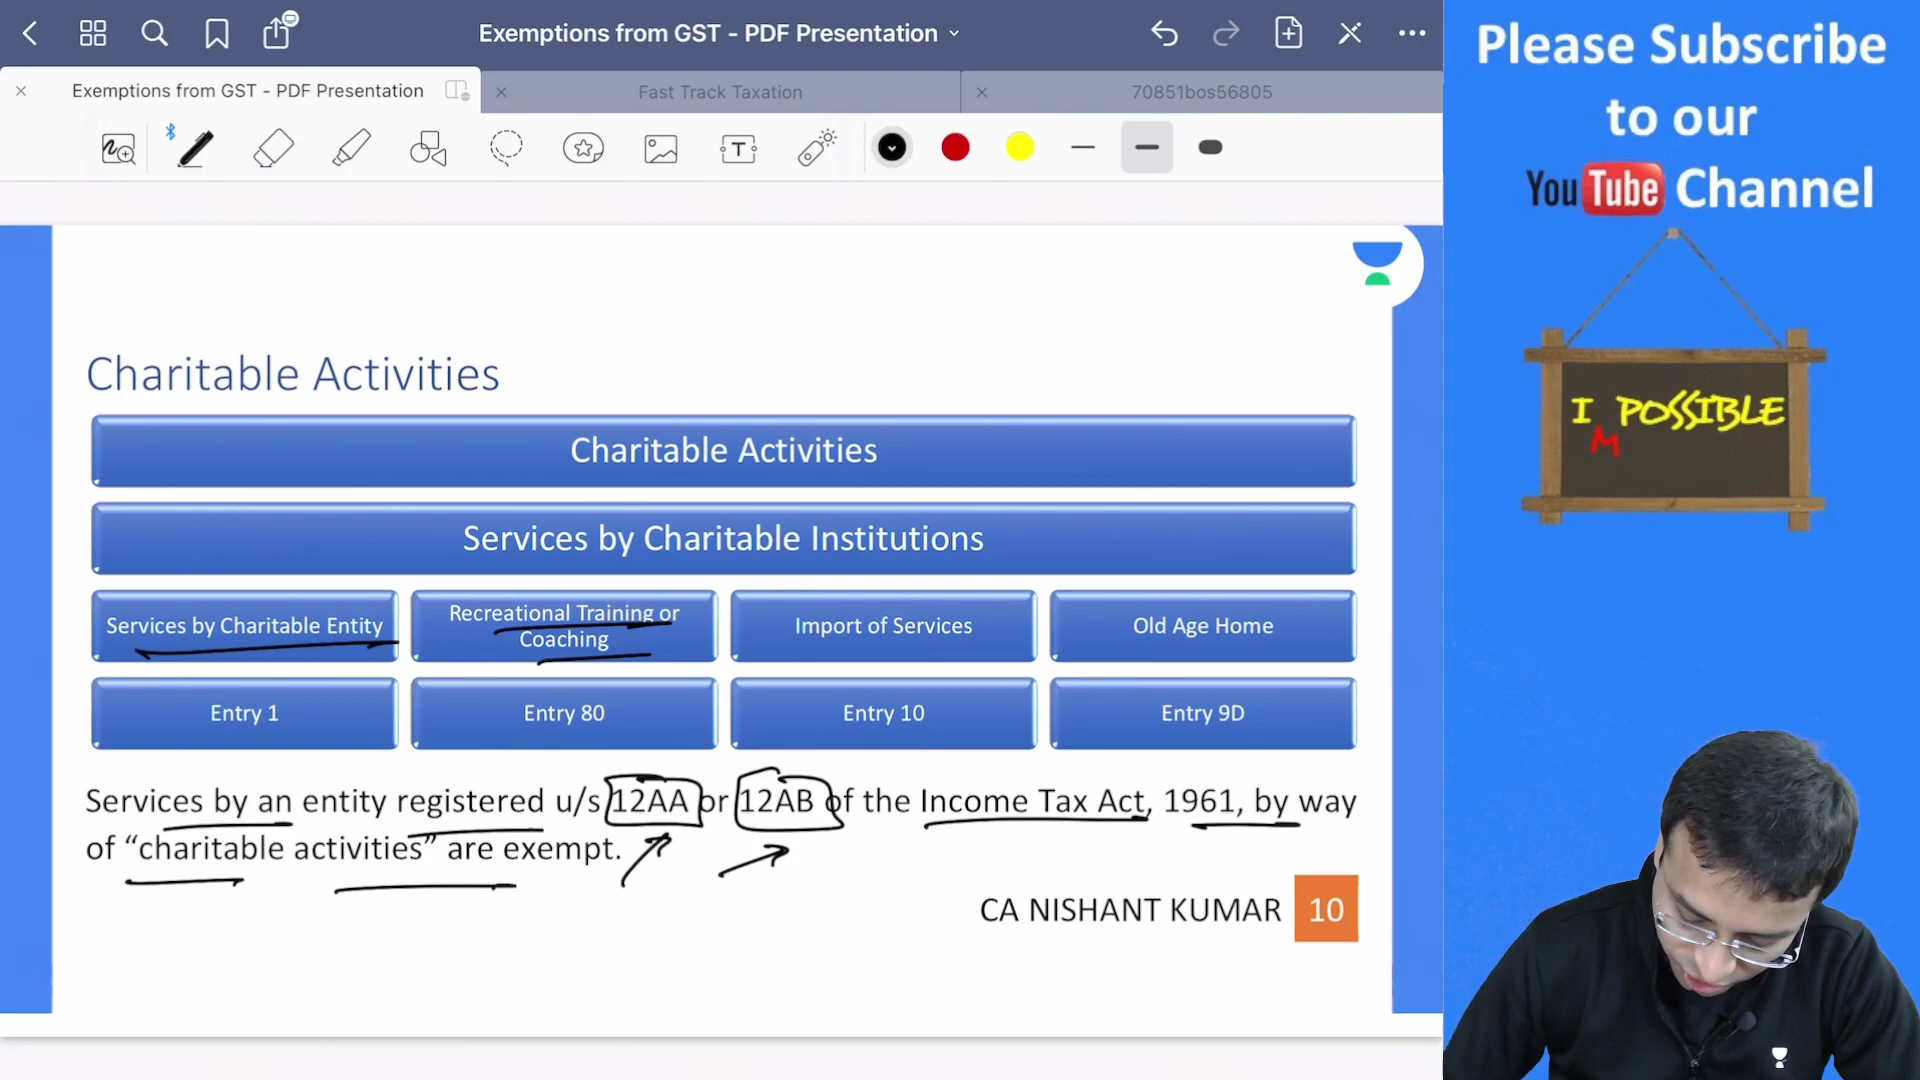 Exemptions from GST - PDF Presentation
Exemptions from GST - PDF Presentation
Fast Track Taxation
70851bos56805
T
Charitable Activities
Charitable Activities
Services by Charitable Institutions
Services by Charitable Entity
Recreational Training or
Coaching
Import of Services
Old Age Home
Entry 1
Entry 80
Entry 10
Entry 9D
Services by an entity registered u/s 12AA or 12AB of the Income Tax Act, 1961, by way
of “charitable activities” are exempt.
CA NISHANT KUMAR 10
Please Subscribe
to our
YouTube Channel
I POSSIBLE
M